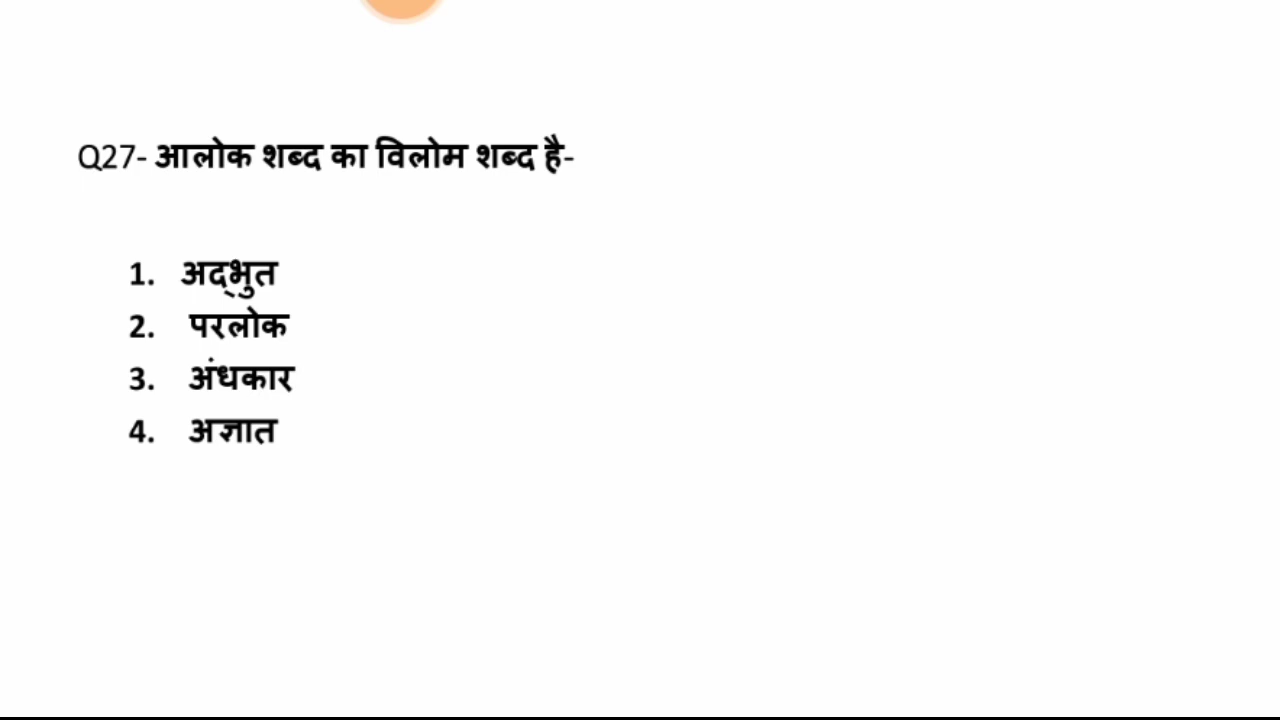 Q27- आलोक शब्द का विलोम शब्द है-
1. अद्‌भुत
2. परलोक
3. अंधकार
4. अज्ञात